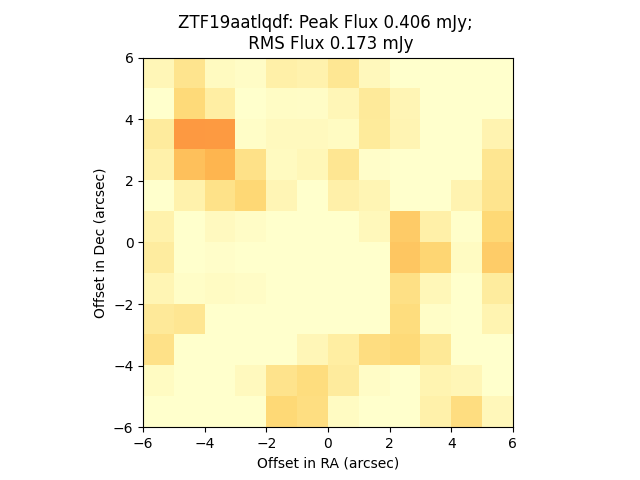 ZTF19aatlqdf: Peak Flux 0.406 mJy;
RMS Flux 0.173 mJy
6
4
2
0
−2
−4
−6
Offset in Dec (arcsec)
−6 −4 −2 0 2 4 6
Offset in RA (arcsec)